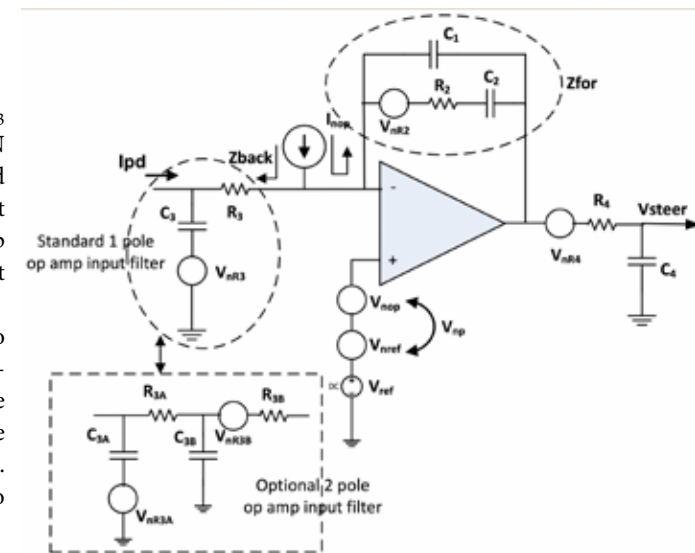 C1
R2
C2
Zfor
VnR2
Inop
Ipd
Zback
C3
R3
-
R4
Vsteer
Standard 1 pole
op amp input filter
VnR3
+
VnR4
C4
Vnop
Vnp
Vnref
DC
Vref
R3A
R3B
C3A
C3B
VnR3B
Optional 2 pole
op amp input filter
VnR3A